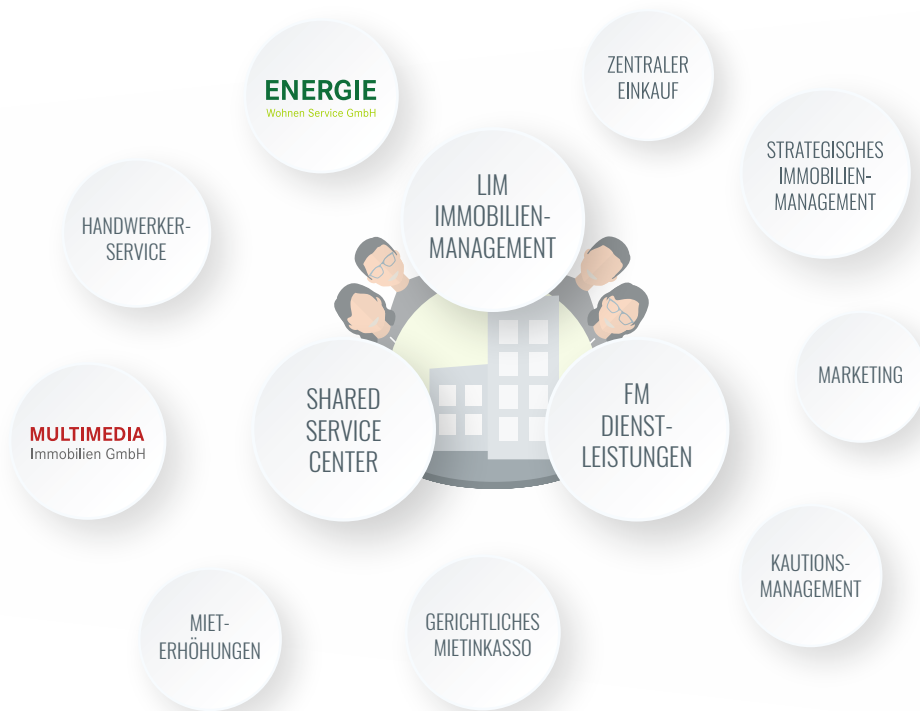 ENERGIE
Wohnen Service GmbH
ZENTRALER
EINKAUF
STRATEGISCHES
IMMOBILIEN-
MANAGEMENT
LIM
IMMOBILIEN-
MANAGEMENT
HANDWERKER-
SERVICE
MARKETING
SHARED
SERVICE
CENTER
FM
DIENST-
LEISTUNGEN
MULTIMEDIA
Immobilien GmbH
KAUTIONS-
MANAGEMENT
MIET-
ERHÖHUNGEN
GERICHTLICHES
MIETINKASSO